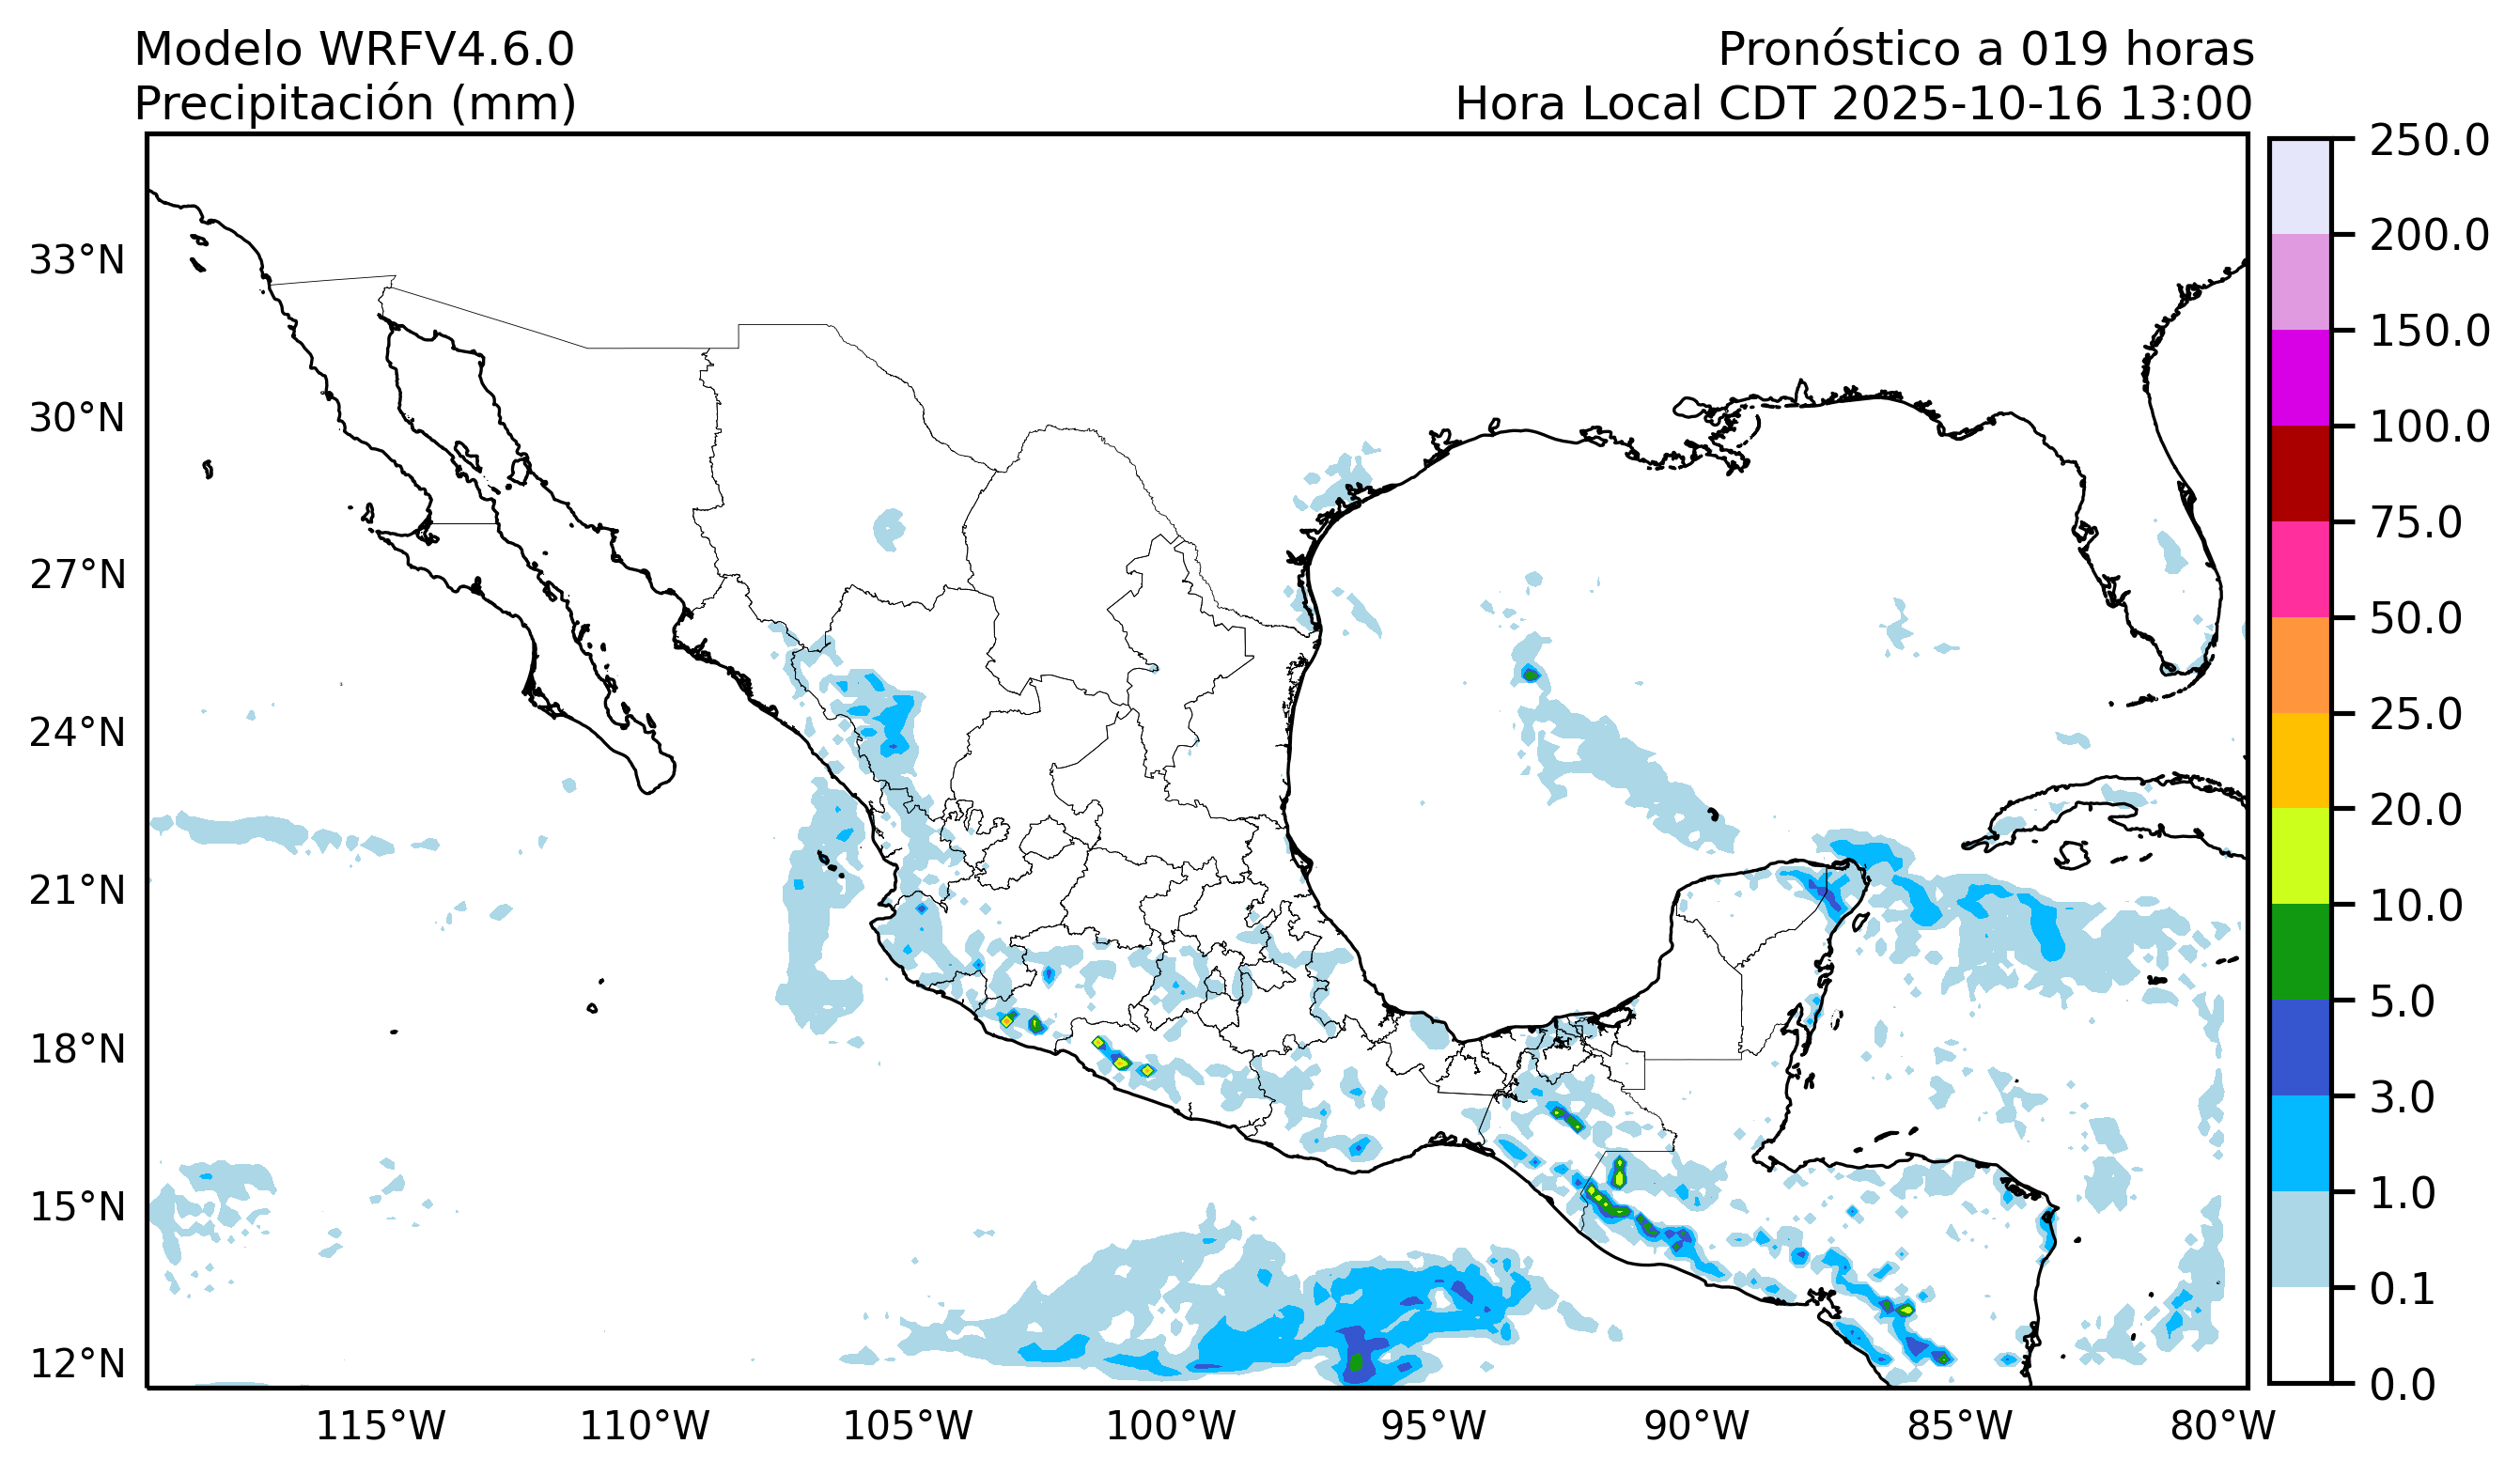 Modelo WRFV4.6.0
Precipitación (mm)
Pronóstico a 019 horas
Hora Local CDT 2025-10-16 13:00
33°N
30°N
27°N
24°N
21°N
18°N
15°N
12°N
115°W
110°W
105°W
100°W
95°W
90°W
85°W
80°W
250.0
200.0
150.0
100.0
75.0
50.0
25.0
20.0
10.0
5.0
3.0
1.0
0.1
0.0